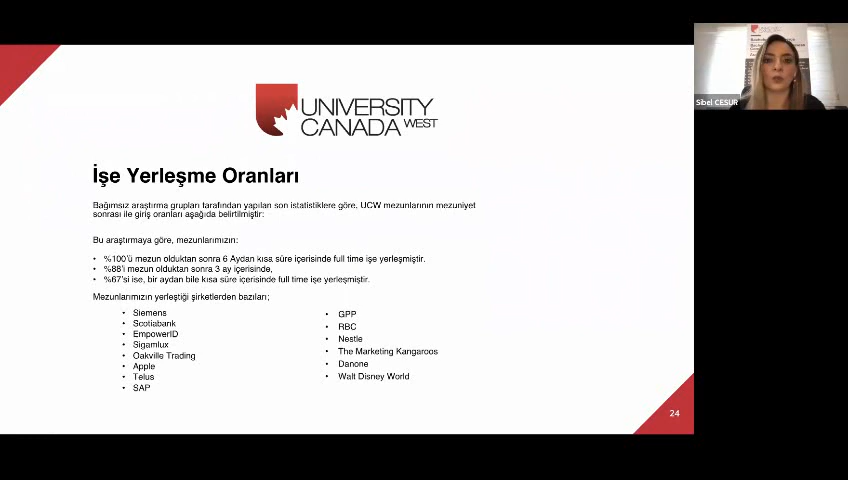 UNIVERSITY
CANADA WEST
İşe Yerleşme Oranları
Bağımsız araştırma grupları tarafından yapılan son istatistiklere göre, UCW mezunlarının mezuniyet
sonrası ile giriş oranları aşağıda belirtilmiştir:
Bu araştırmaya göre, mezunlarımızın:
• %100'ü mezun olduktan sonra 6 Aydan kısa süre içerisinde full time işe yerleşmiştir.
• %88'i mezun olduktan sonra 3 ay içerisinde,
• %67'si ise, bir aydan bile kısa süre içerisinde full time işe yerleşmiştir.
Mezunlarımızın yerleştiği şirketlerden bazıları;
• Siemens
• Scotiabank
• EmpowerID
• Sigamlux
• Oakville Trading
• Apple
• Telus
• SAP
• GPP
• RBC
• Nestle
• The Marketing Kangaroos
• Danone
• Walt Disney World
24
Sibel CESUR